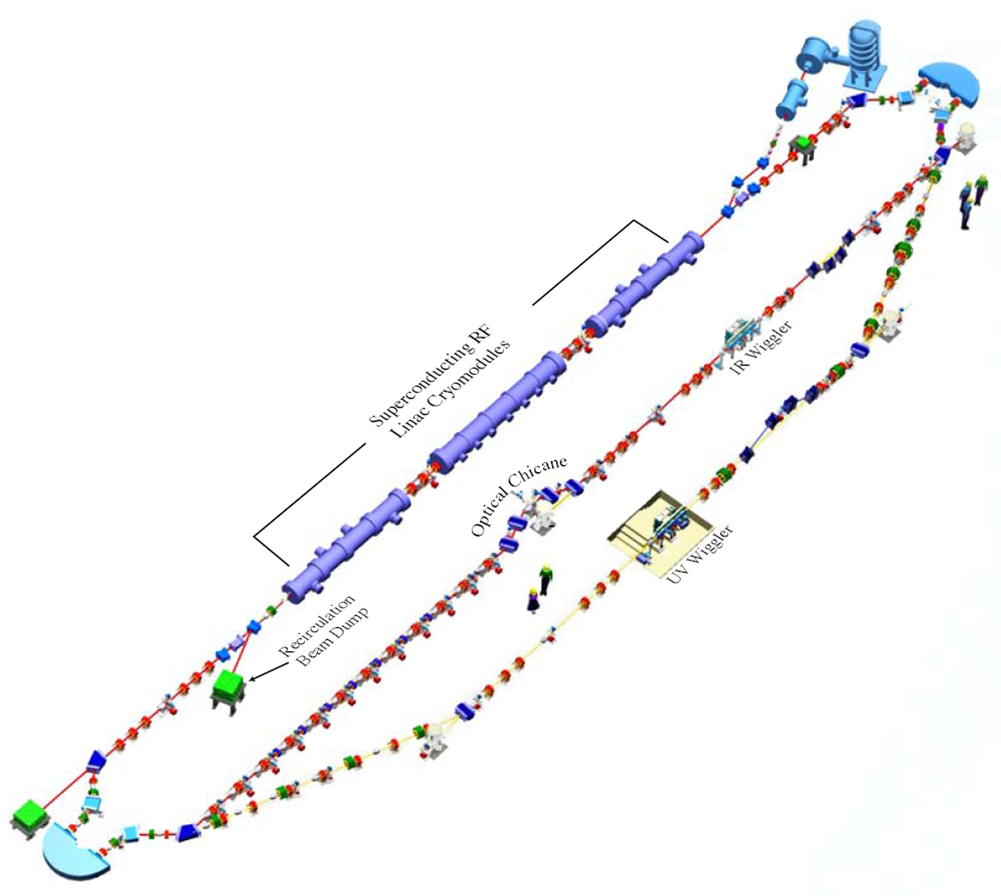 Superconducting RF
Linac Cryomodules
IR Wiggler
Optical Chicane
UV Wiggler
Recirculation
Beam Dump